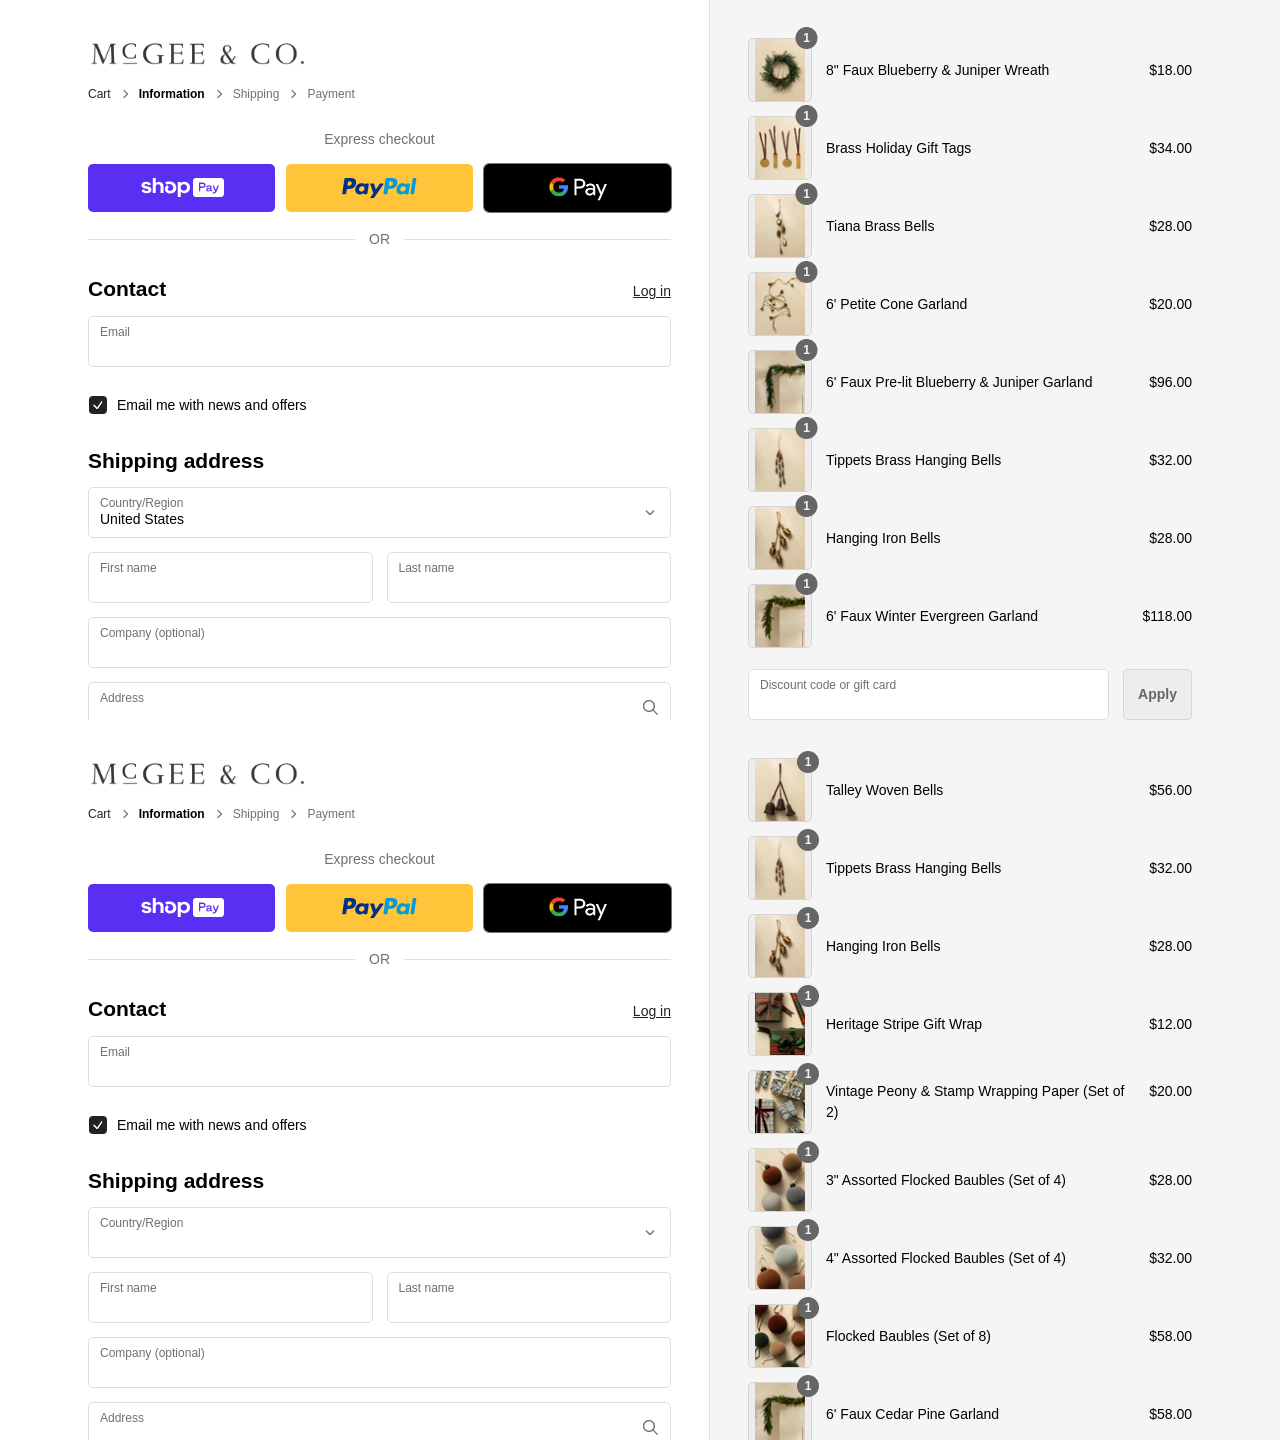 McGEE & CO.
Cart > Information > Shipping > Payment
Express checkout
shop Pay
PayPal
G Pay
OR
Contact
Log in
Email
Email me with news and offers
Shipping address
Country/Region
United States
First name
Last name
Company (optional)
Address
1
8" Faux Blueberry & Juniper Wreath $18.00
1
Brass Holiday Gift Tags $34.00
1
Tiana Brass Bells $28.00
1
6' Petite Cone Garland $20.00
1
6' Faux Pre-lit Blueberry & Juniper Garland $96.00
1
Tippets Brass Hanging Bells $32.00
1
Hanging Iron Bells $28.00
1
6' Faux Winter Evergreen Garland $118.00
Discount code or gift card
Apply
McGEE & CO.
Cart > Information > Shipping > Payment
Express checkout
shop Pay
PayPal
G Pay
OR
Contact
Log in
Email
Email me with news and offers
Shipping address
Country/Region
First name
Last name
Company (optional)
Address
1
Talley Woven Bells $56.00
1
Tippets Brass Hanging Bells $32.00
1
Hanging Iron Bells $28.00
1
Heritage Stripe Gift Wrap $12.00
1
Vintage Peony & Stamp Wrapping Paper (Set of $20.00
2)
1
3" Assorted Flocked Baubles (Set of 4) $28.00
1
4" Assorted Flocked Baubles (Set of 4) $32.00
1
Flocked Baubles (Set of 8) $58.00
1
6' Faux Cedar Pine Garland $58.00